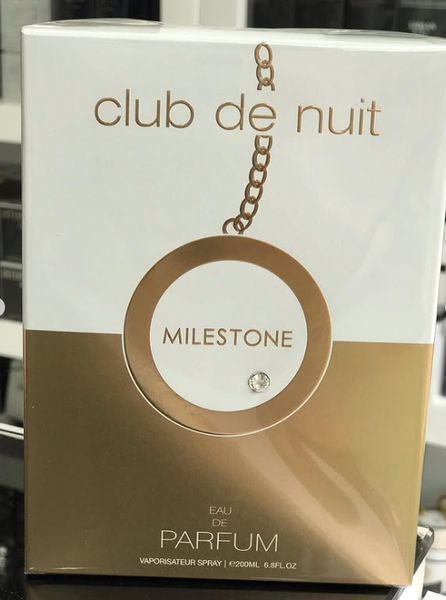 club de nuit
MILESTONE
EAU
DE
PARFUM
VAPORISATEUR SPRAY | ℮200ML 6.8FL.OZ